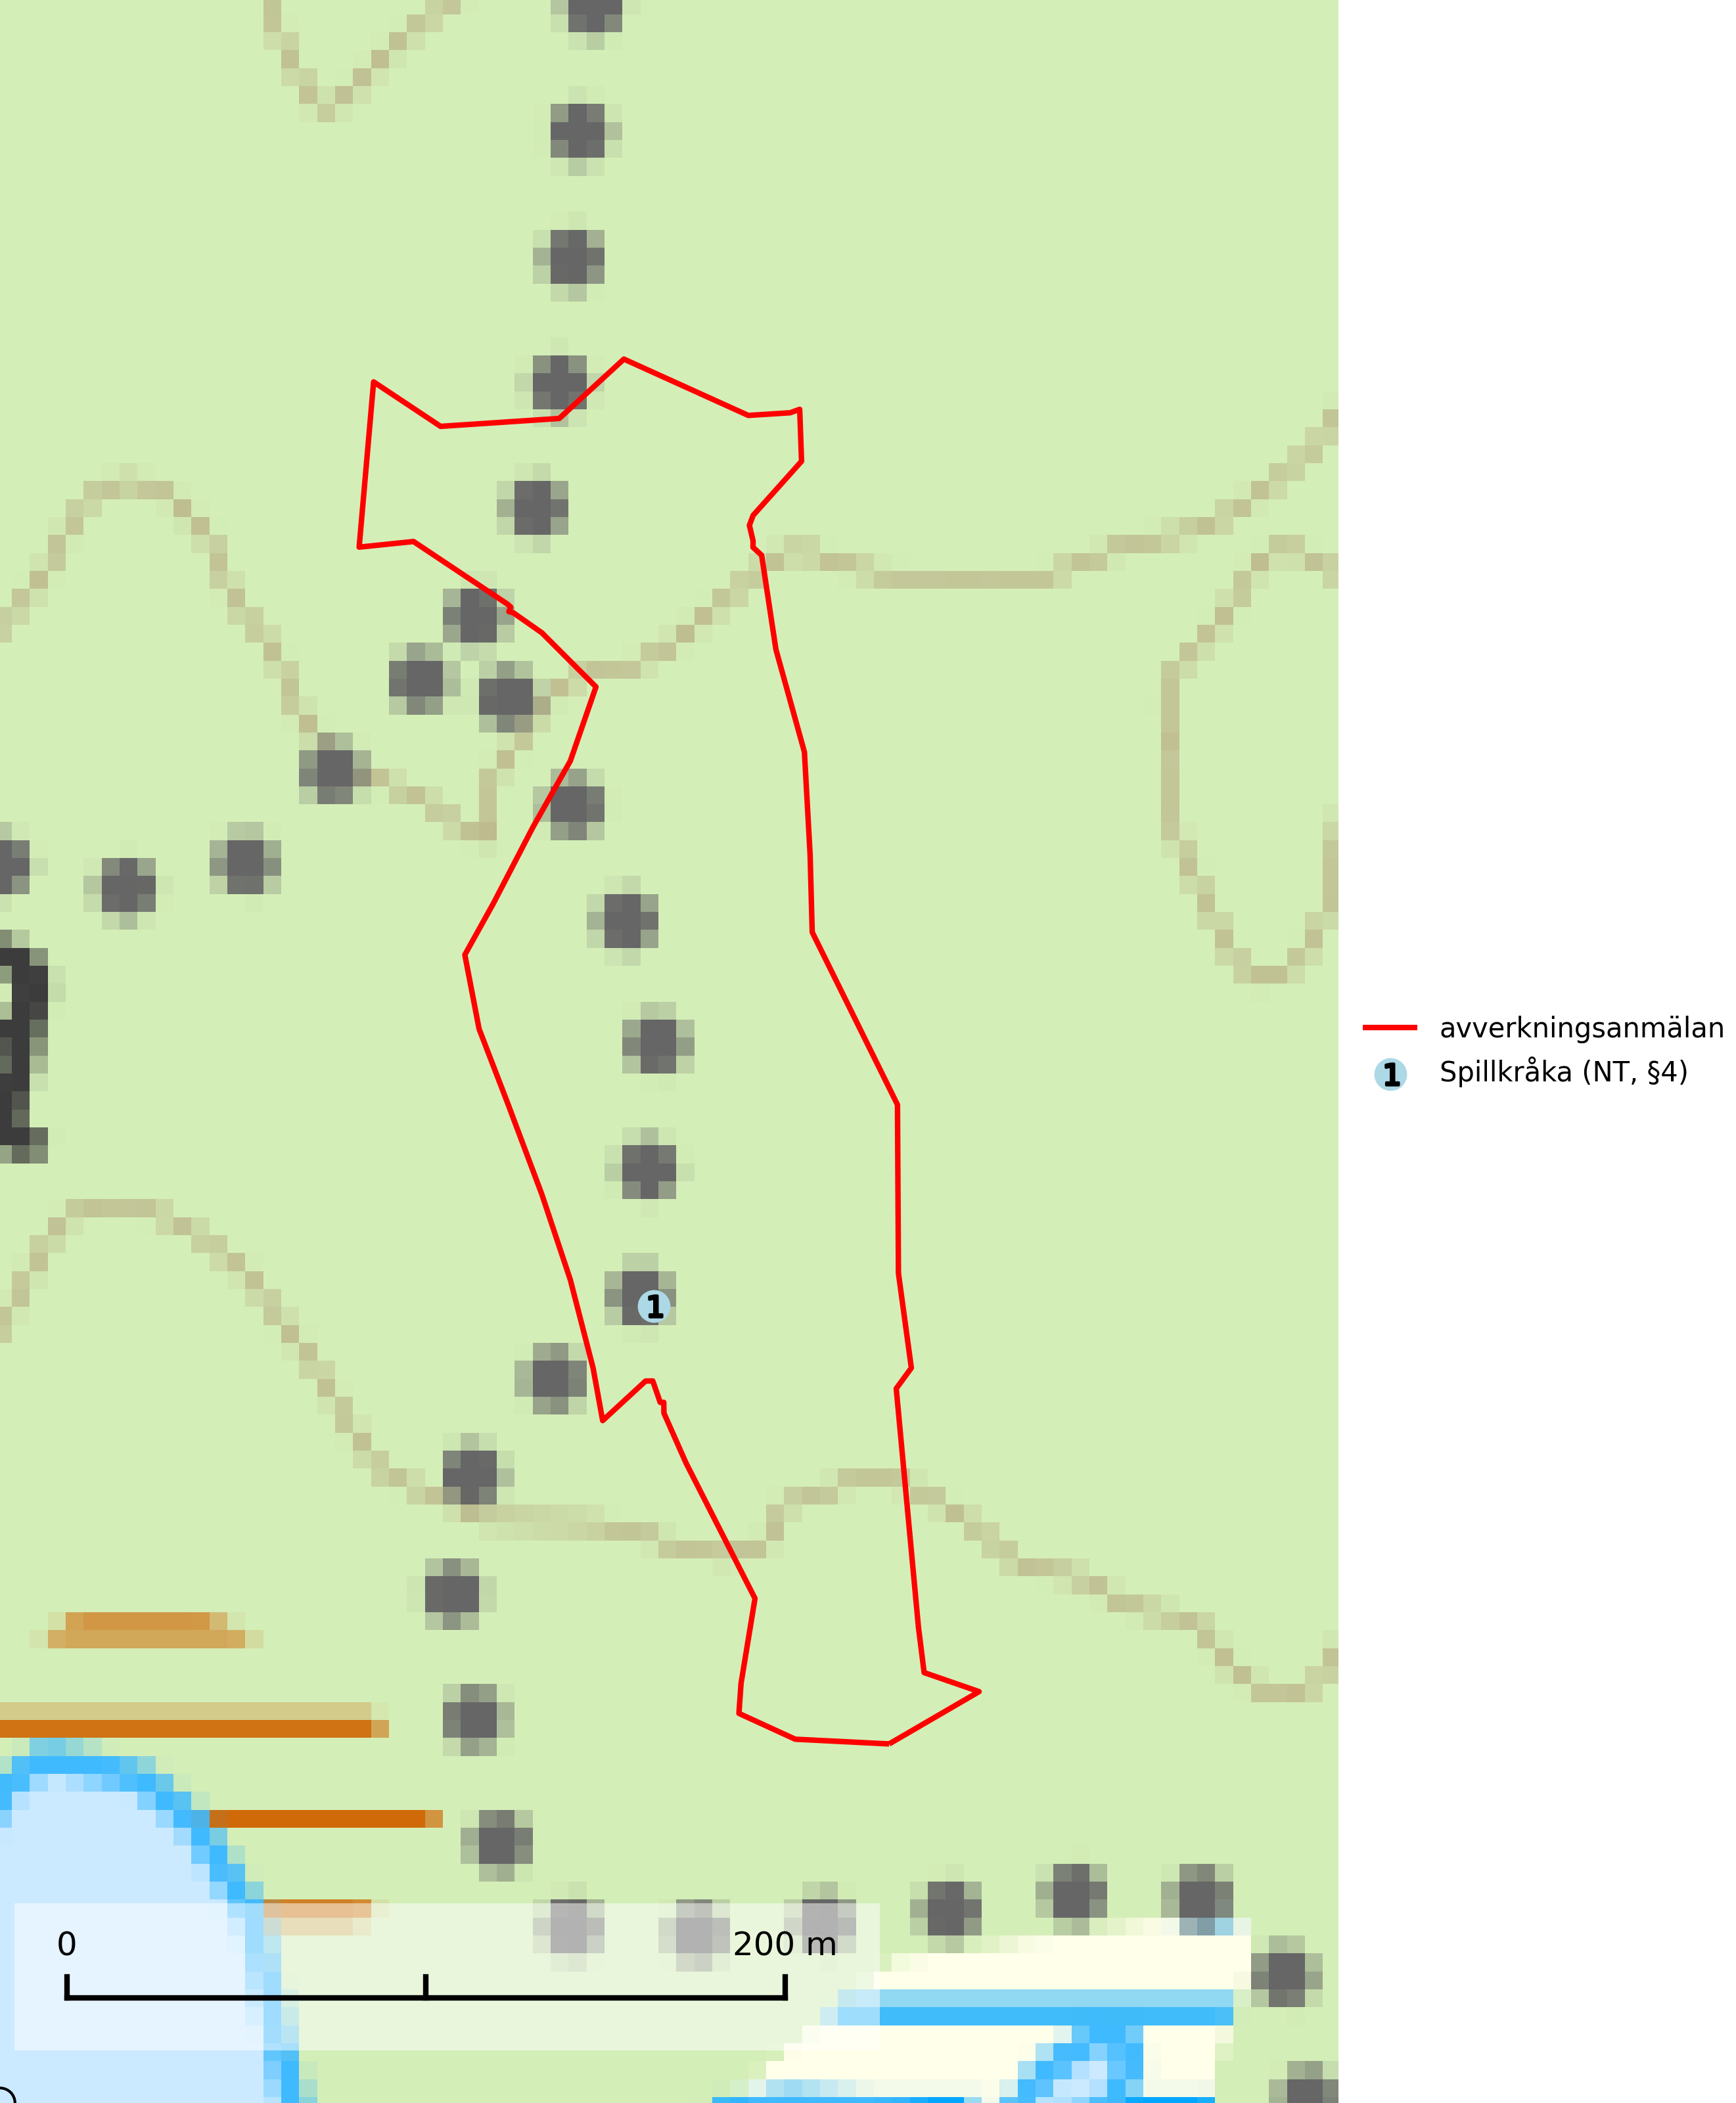 avverkningsanmälan
1 Spillkråka (NT, §4)
1
0 200 m